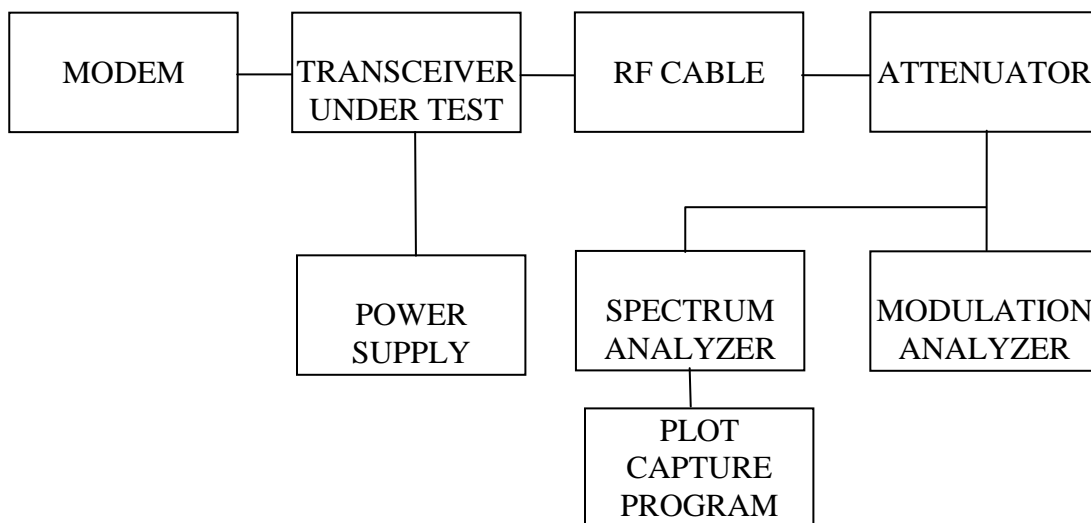 MODEM
TRANSCEIVER
UNDER TEST
RF CABLE
ATTENUATOR
POWER
SUPPLY
SPECTRUM
ANALYZER
MODULATION
ANALYZER
PLOT
CAPTURE
PROGRAM